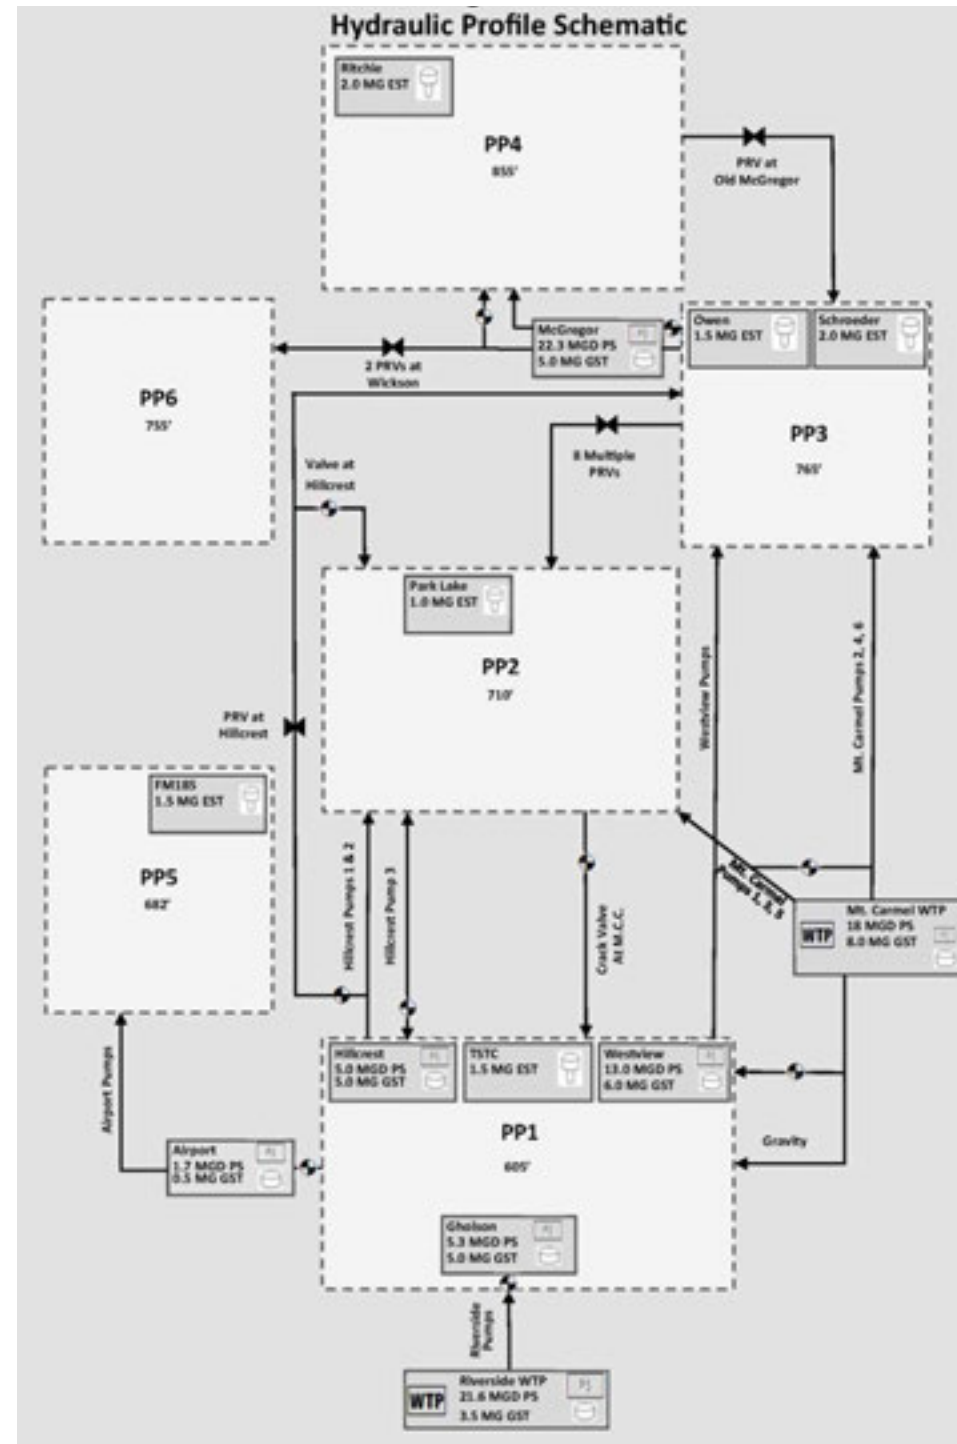 Hydraulic Profile Schematic
Ritchie
2.0 MG EST
PP4
855'
PRV at
Old McGregor
McGregor
22.3 MGD PS
5.0 MG GST
Owen
1.5 MG EST
Schroeder
2.0 MG EST
2 PRVs at
Wickson
PP6
755'
PP3
765'
8 Multiple
PRVs
Valve at
Hillcrest
Park Lake
1.0 MG EST
PP2
710'
Westview Pumps
Mt. Carmel Pumps 2, 4, 6
PRV at
Hillcrest
FM185
1.5 MG EST
PP5
682'
Hillcrest Pumps 1 & 2
Hillcrest Pump 3
Crack Valve
At M.C.C.
Mt. Carmel
Pumps 1, 3, 5
WTP
Mt. Carmel WTP
18 MGD PS
8.0 MG GST
Hillcrest
5.0 MGD PS
5.0 MG GST
TSTC
1.5 MG EST
Westview
13.0 MGD PS
6.0 MG GST
Airport Pumps
PP1
605'
Gravity
Airport
1.7 MGD PS
0.5 MG GST
Gholson
5.3 MGD PS
5.0 MG GST
Riverside
Pumps
WTP
Riverside WTP
21.6 MGD PS
3.5 MG GST